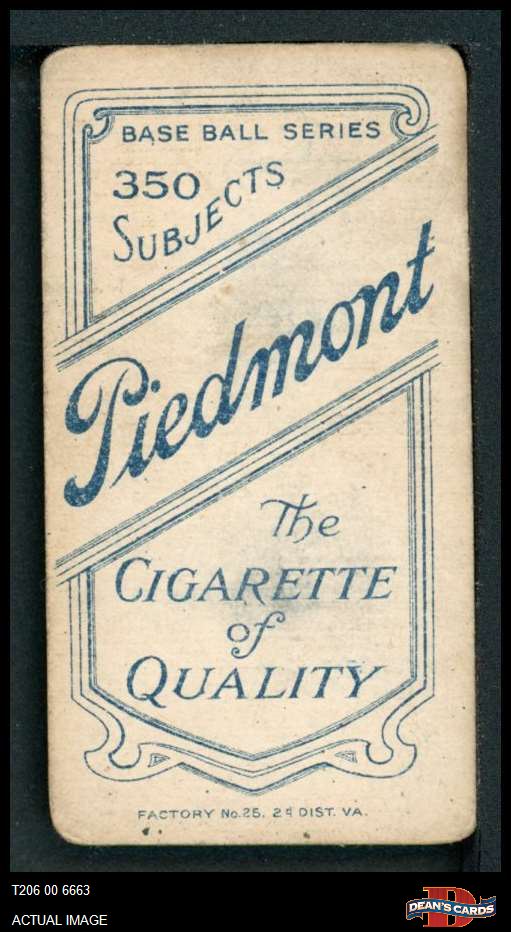 BASE BALL SERIES
350
SUBJECTS
Piedmont
The
CIGARETTE
of
QUALITY
FACTORY No.25. 2d DIST. VA.
T206 00 6663
ACTUAL IMAGE
D
DEAN'S CARDS